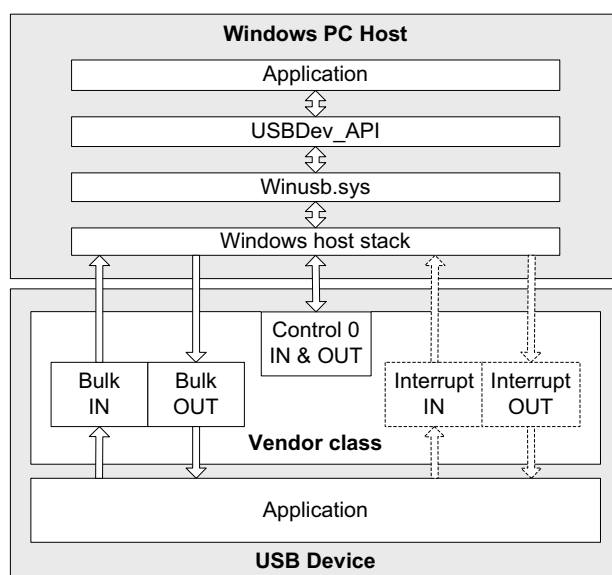 Windows PC Host
Application
USBDev_API
Winusb.sys
Windows host stack
Control 0
IN & OUT
Bulk
IN
Bulk
OUT
Interrupt
IN
Interrupt
OUT
Vendor class
Application
USB Device